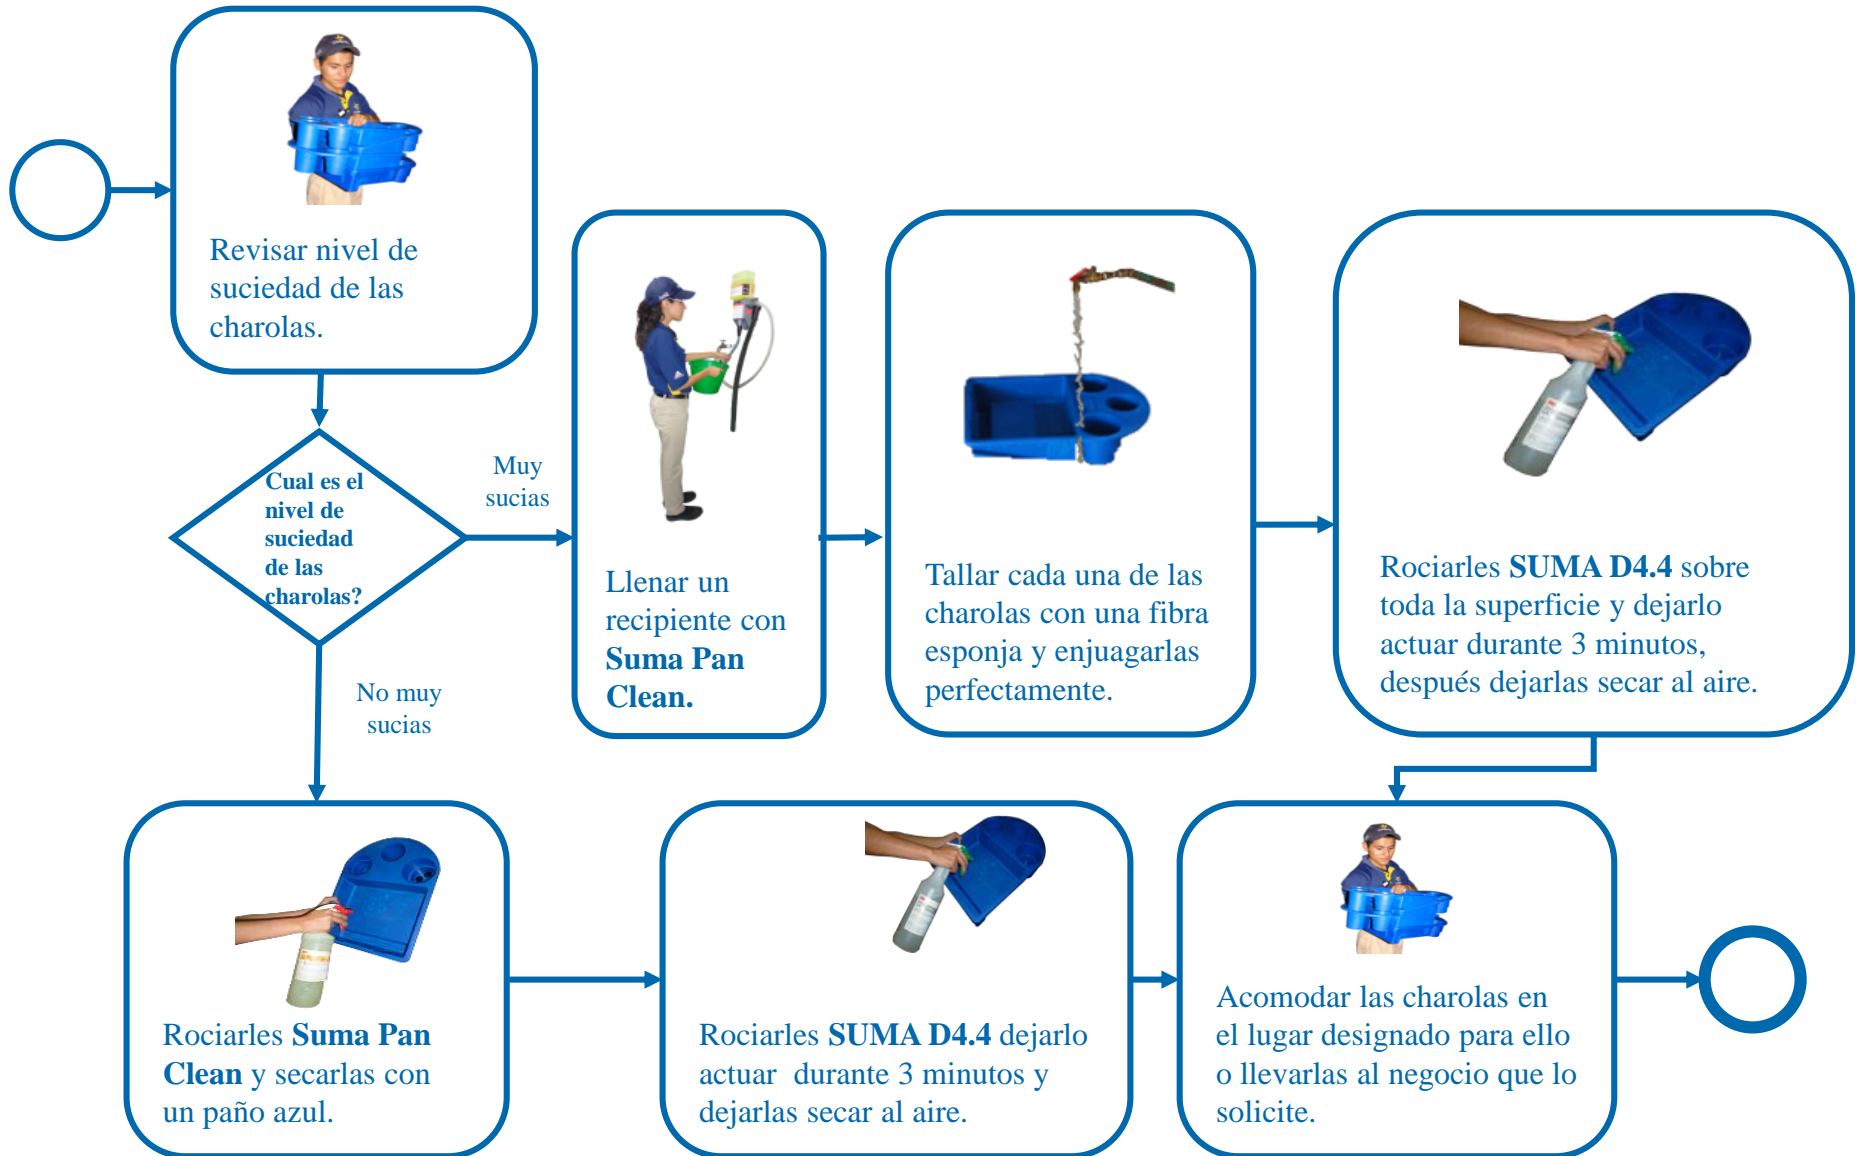 Revisar nivel de
suciedad de las
charolas.
Cual es el
nivel de
suciedad
de las
charolas?
Muy
sucias
Llenar un
recipiente con
Suma Pan
Clean.
Tallar cada una de las
charolas con una fibra
esponja y enjuagarlas
perfectamente.
Rociarles SUMA D4.4 sobre
toda la superficie y dejarlo
actuar durante 3 minutos,
después dejarlas secar al aire.
No muy
sucias
Rociarles Suma Pan
Clean y secarlas con
un paño azul.
Rociarles SUMA D4.4 dejarlo
actuar durante 3 minutos y
dejarlas secar al aire.
Acomodar las charolas en
el lugar designado para ello
o llevarlas al negocio que lo
solicite.